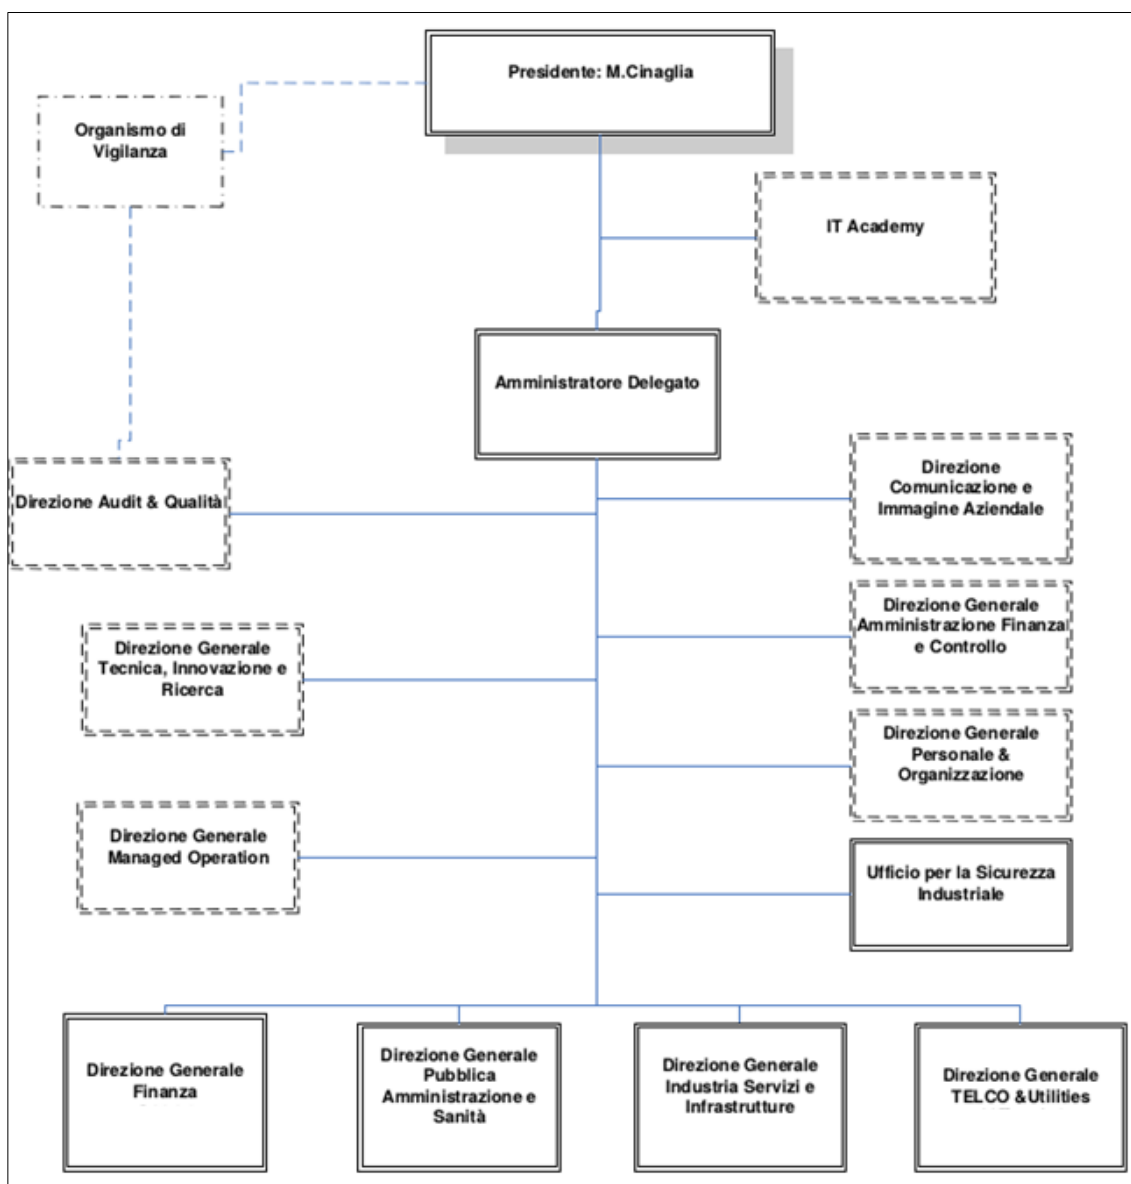 Presidente: M.Cinaglia
Organismo di
Vigilanza
IT Academy
Amministratore Delegato
Direzione Audit & Qualità
Direzione
Comunicazione e
Immagine Aziendale
Direzione Generale
Amministrazione Finanza
e Controllo
Direzione Generale
Tecnica, Innovazione e
Ricerca
Direzione Generale
Personale &
Organizzazione
Direzione Generale
Managed Operation
Ufficio per la Sicurezza
Industriale
Direzione Generale
Finanza
Direzione Generale
Pubblica
Amministrazione e
Sanità
Direzione Generale
Industria Servizi e
Infrastrutture
Direzione Generale
TELCO &Utilities